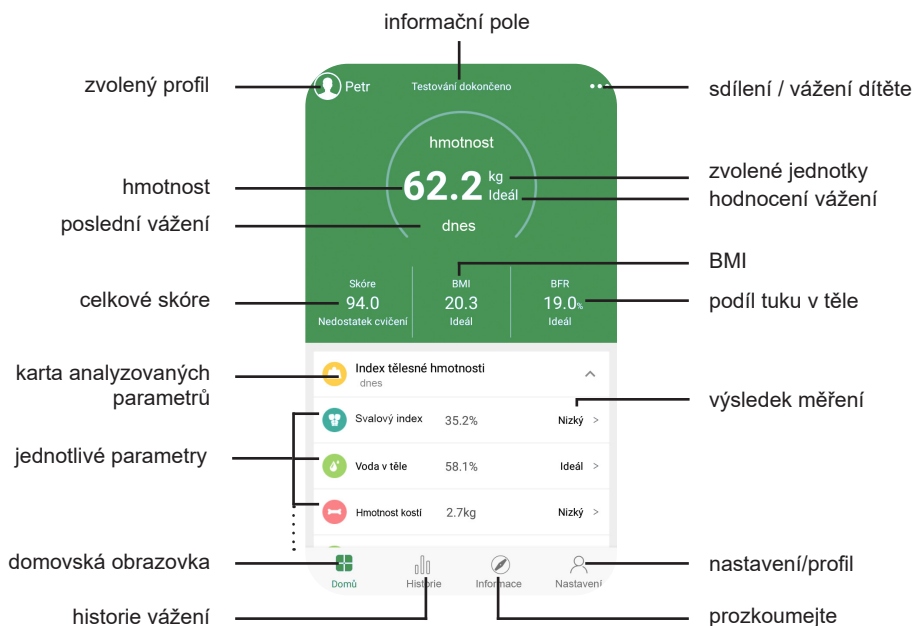 informační pole
zvolený profil
Petr
Testování dokončeno
sdílení / vážení dítěte
hmotnost
hmotnost
62.2 kg
Ideál
zvolené jednotky
hodnocení vážení
poslední vážení
dnes
BMI
celkové skóre
Skóre
94.0
Nedostatek cvičení
BMI
20.3
Ideál
BFR
19.0%
Ideál
podíl tuku v těle
karta analyzovaných
parametrů
Index tělesné hmotnosti
dnes
výsledek měření
jednotlivé parametry
Svalový index 35.2% Nizký >
Voda v těle 58.1% Ideál >
Hmotnost kostí 2.7kg Nizký >
domovská obrazovka
Domů
Historie
Informace
Nastavení
nastavení/profil
historie vážení
prozkoumejte